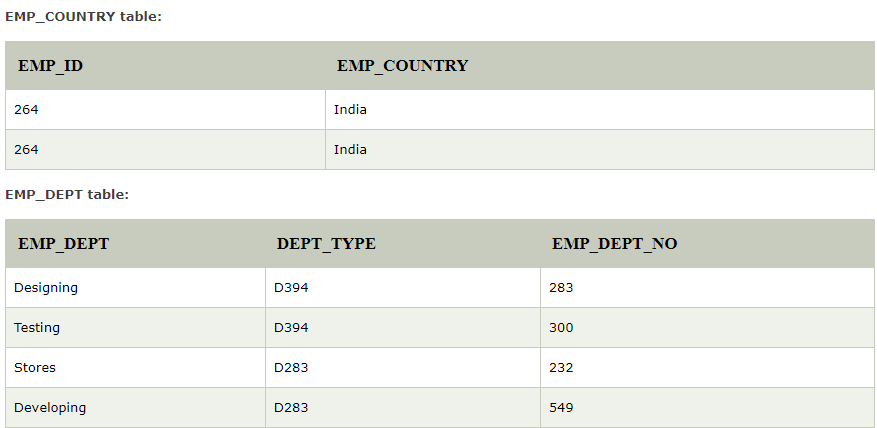 EMP_COUNTRY table:
EMP_ID EMP_COUNTRY
264 India
264 India
EMP_DEPT table:
EMP_DEPT DEPT_TYPE EMP_DEPT_NO
Designing D394 283
Testing D394 300
Stores D283 232
Developing D283 549